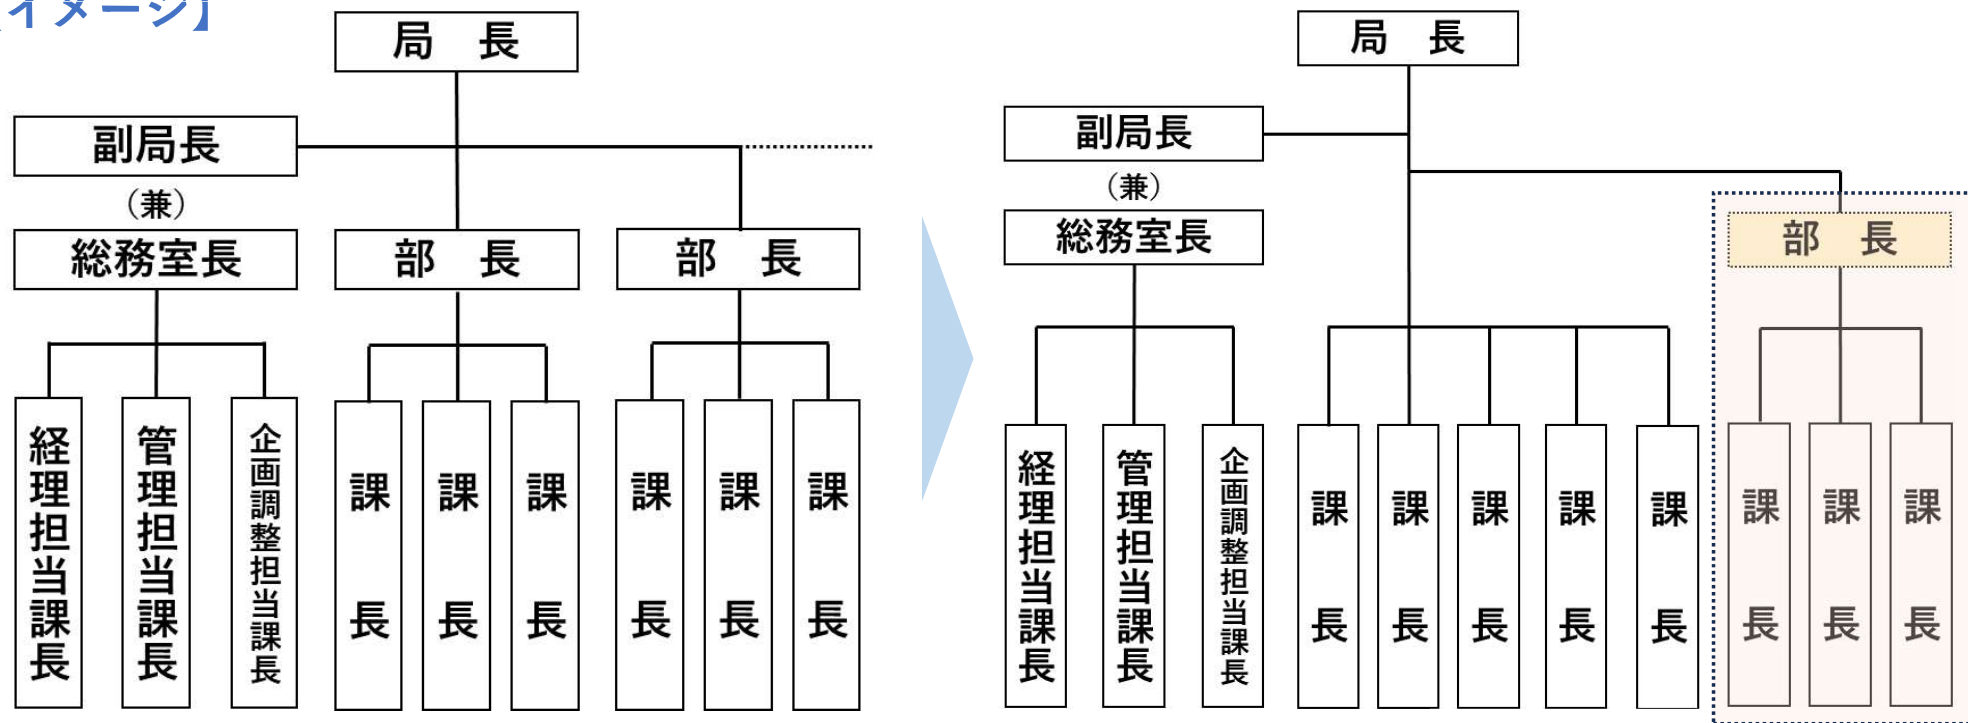 イメージ】
局　長
副局長
（兼）
総務室長
部　長
部　長
経理担当課長
管理担当課長
企画調整担当課長
課　長
課　長
課　長
課　長
課　長
課　長
局　長
副局長
（兼）
総務室長
部　長
経理担当課長
管理担当課長
企画調整担当課長
課　長
課　長
課　長
課　長
課　長
課　長
課　長
課　長